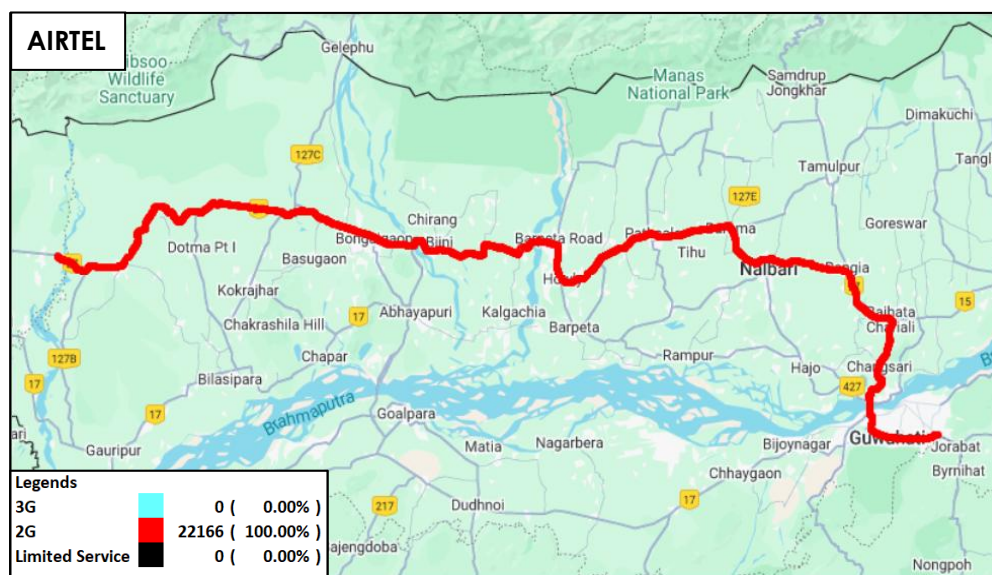 AIRTEL
Gelephu
ibsoo
Wildlife
Sanctuary
Manas
National Park
Samdrup
Jongkhar
Dimakuchi
127C
Tamulpur
Tangl
127E
Chirang
Goreswar
Dotma Pt I
Bongaigaon
Bijni
Barpeta Road
Tihu
Basugaon
Nalbari
Rangia
Kokrajhar
Howly
Baihata
Chariali
15
Abhayapuri
Kalgachia
17
Chakrashila Hill
Barpeta
127B
Chapar
Rampur
Hajo
Changsari
17
Bilasipara
427
Brahmaputra
17
Goalpara
Gauripur
Matia
Nagarbera
Bijoynagar
Guwahati
Jorabat
Byrnihat
Chhaygaon
17
217
Dudhnoi
ajengdoba
Nongpoh
Legends
3G 0 ( 0.00%)
2G 22166 ( 100.00%)
Limited Service 0 ( 0.00%)